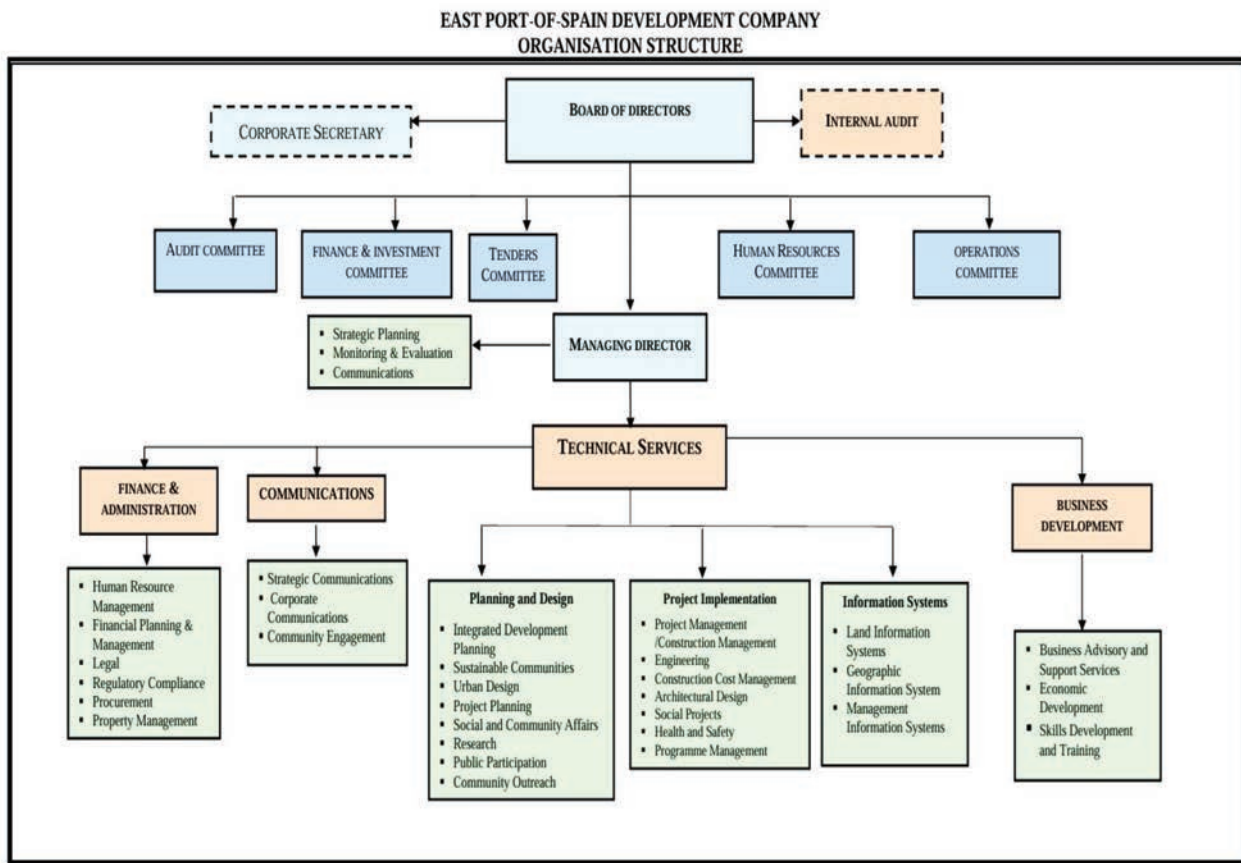 EAST PORT-OF-SPAIN DEVELOPMENT COMPANY
ORGANISATION STRUCTURE
BOARD OF DIRECTORS
CORPORATE SECRETARY
INTERNAL AUDIT
AUDIT COMMITTEE
FINANCE & INVESTMENT
COMMITTEE
TENDERS
COMMITTEE
HUMAN RESOURCES
COMMITTEE
OPERATIONS
COMMITTEE
▪ Strategic Planning
▪ Monitoring & Evaluation
▪ Communications
MANAGING DIRECTOR
TECHNICAL SERVICES
FINANCE &
ADMINISTRATION
COMMUNICATIONS
BUSINESS
DEVELOPMENT
▪ Human Resource
Management
▪ Financial Planning &
Management
▪ Legal
▪ Regulatory Compliance
▪ Procurement
▪ Property Management
▪ Strategic Communications
▪ Corporate
Communications
▪ Community Engagement
Planning and Design
▪ Integrated Development
Planning
▪ Sustainable Communities
▪ Urban Design
▪ Project Planning
▪ Social and Community Affairs
▪ Research
▪ Public Participation
▪ Community Outreach
Project Implementation
▪ Project Management
/Construction Management
▪ Engineering
▪ Construction Cost Management
▪ Architectural Design
▪ Social Projects
▪ Health and Safety
▪ Programme Management
Information Systems
▪ Land Information
Systems
▪ Geographic
Information System
▪ Management
Information Systems
▪ Business Advisory and
Support Services
▪ Economic
Development
▪ Skills Development
and Training